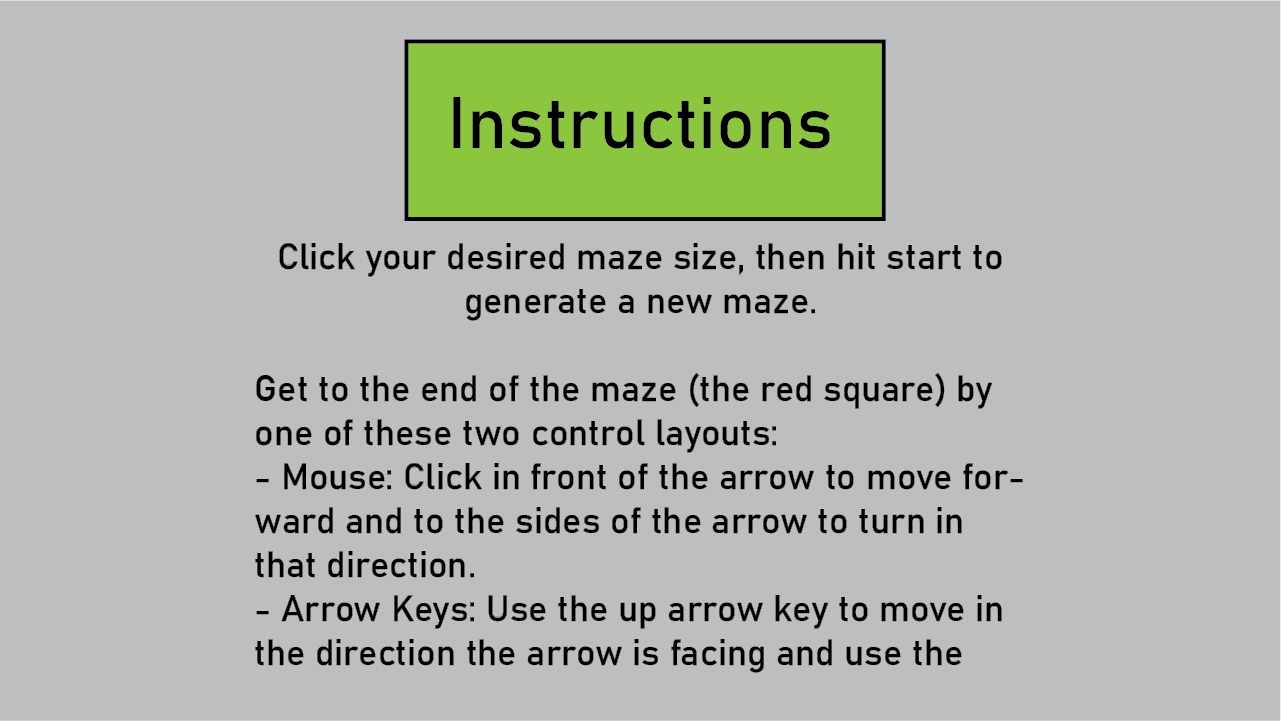 Instructions
Click your desired maze size, then hit start to
generate a new maze.
Get to the end of the maze (the red square) by
one of these two control layouts:
- Mouse: Click in front of the arrow to move for-
ward and to the sides of the arrow to turn in
that direction.
- Arrow Keys: Use the up arrow key to move in
the direction the arrow is facing and use the